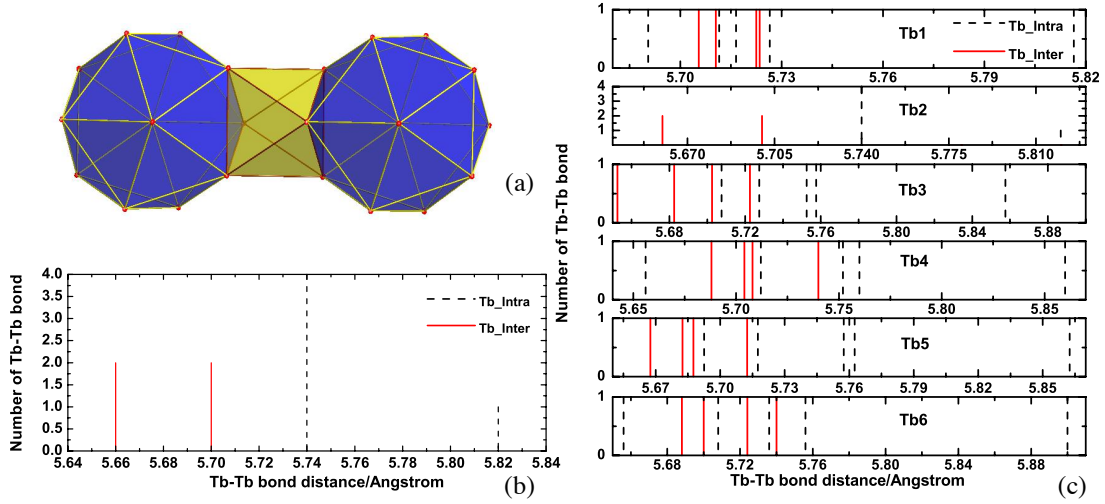 (a)
Number of Tb-Tb bond
4.0
3.5
3.0
2.5
2.0
1.5
1.0
0.5
0.0
Tb_Intra
Tb_Inter
5.64 5.66 5.68 5.70 5.72 5.74 5.76 5.78 5.80 5.82 5.84
Tb-Tb bond distance/Angstrom
(b)
Number of Tb-Tb bond
1
0
Tb1
Tb_Intra
Tb_Inter
5.70 5.73 5.76 5.79 5.82
4
3
2
1
Tb2
5.670 5.705 5.740 5.775 5.810
1
0
Tb3
5.68 5.72 5.76 5.80 5.84 5.88
1
0
Tb4
5.65 5.70 5.75 5.80 5.85
1
0
Tb5
5.67 5.70 5.73 5.76 5.79 5.82 5.85
1
0
Tb6
5.68 5.72 5.76 5.80 5.84 5.88
Tb-Tb bond distance/Angstrom
(c)